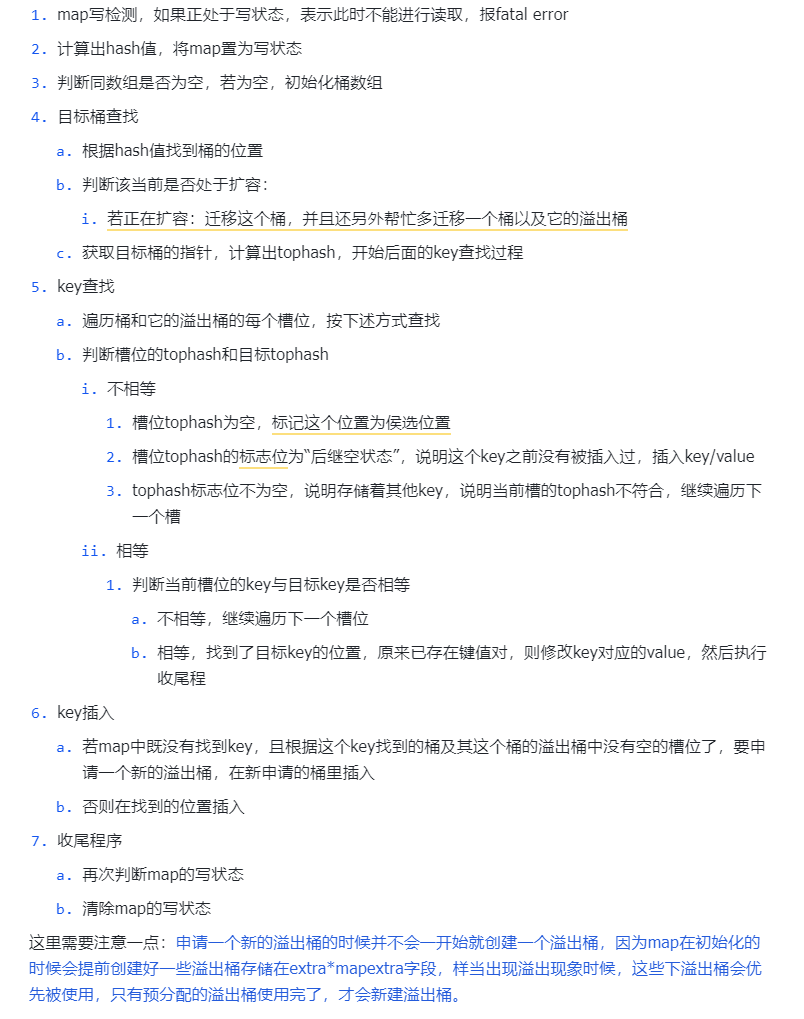 1. map写检测，如果正处于写状态，表示此时不能进行读取，报fatal error
2. 计算出hash值，将map置为写状态
3. 判断同数组是否为空，若为空，初始化桶数组
4. 目标桶查找
a. 根据hash值找到桶的位置
b. 判断该当前是否处于扩容：
i. 若正在扩容：迁移这个桶，并且还另外帮忙多迁移一个桶以及它的溢出桶
c. 获取目标桶的指针，计算出tophash，开始后面的key查找过程
5. key查找
a. 遍历桶和它的溢出桶的每个槽位，按下述方式查找
b. 判断槽位的tophash和目标tophash
i. 不相等
1. 槽位tophash为空，标记这个位置为侯选位置
2. 槽位tophash的标志位为“后继空状态”，说明这个key之前没有被插入过，插入key/value
3. tophash标志位不为空，说明存储着其他key，说明当前槽的tophash不符合，继续遍历下
一个槽
ii. 相等
1. 判断当前槽位的key与目标key是否相等
a. 不相等，继续遍历下一个槽位
b. 相等，找到了目标key的位置，原来已存在键值对，则修改key对应的value，然后执行
收尾程
6. key插入
a. 若map中既没有找到key，且根据这个key找到的桶及其这个桶的溢出桶中没有空的槽位了，要申
请一个新的溢出桶，在新申请的桶里插入
b. 否则在找到的位置插入
7. 收尾程序
a. 再次判断map的写状态
b. 清除map的写状态
这里需要注意一点：申请一个新的溢出桶的时候并不会一开始就创建一个溢出桶，因为map在初始化的
时候会提前创建好一些溢出桶存储在extra*mapextra字段，样当出现溢出现象时候，这些下溢出桶会优
先被使用，只有预分配的溢出桶使用完了，才会新建溢出桶。